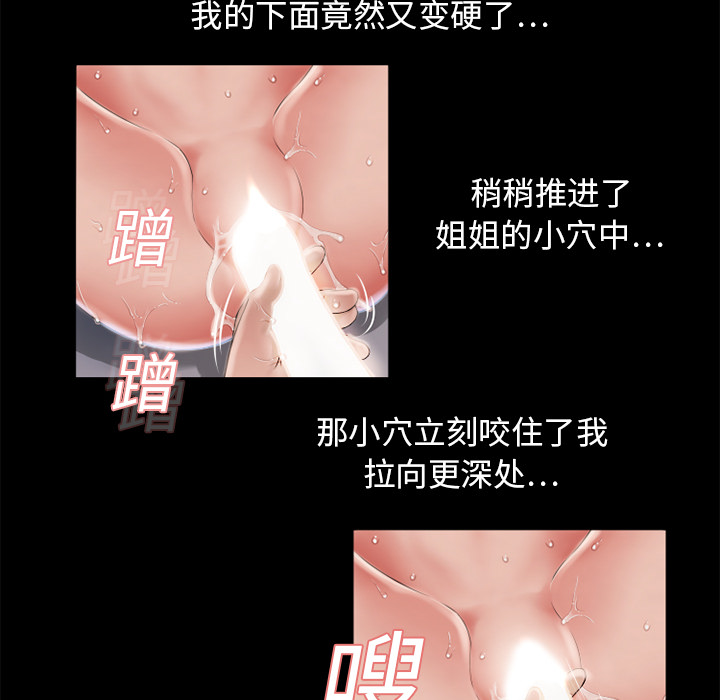 我的下面竟然又变硬了...
稍稍推进了
姐姐的小穴中...
蹭
蹭
那小穴立刻咬住了我
拉向更深处...
嗖